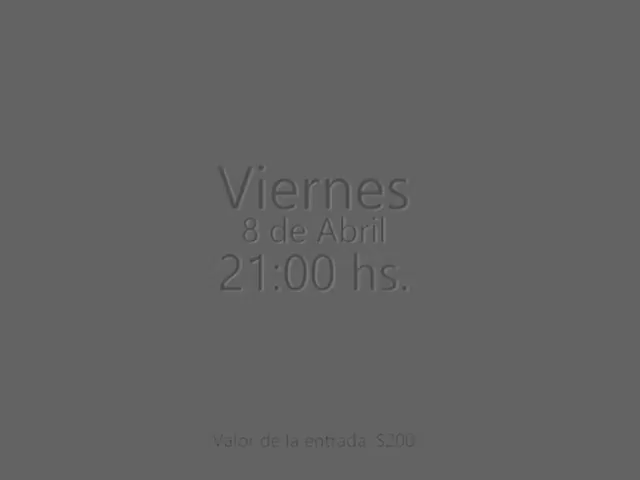 Viernes
8 de Abril
21:00 hs.
Valor de la entrada: $200